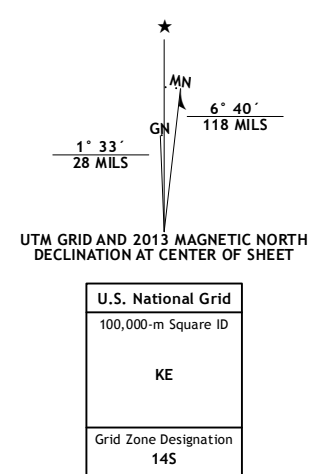 ★
MN
GN
6° 40´
118 MILS
1° 33´
28 MILS
UTM GRID AND 2013 MAGNETIC NORTH
DECLINATION AT CENTER OF SHEET
U.S. National Grid
100,000-m Square ID
KE
Grid Zone Designation
14S